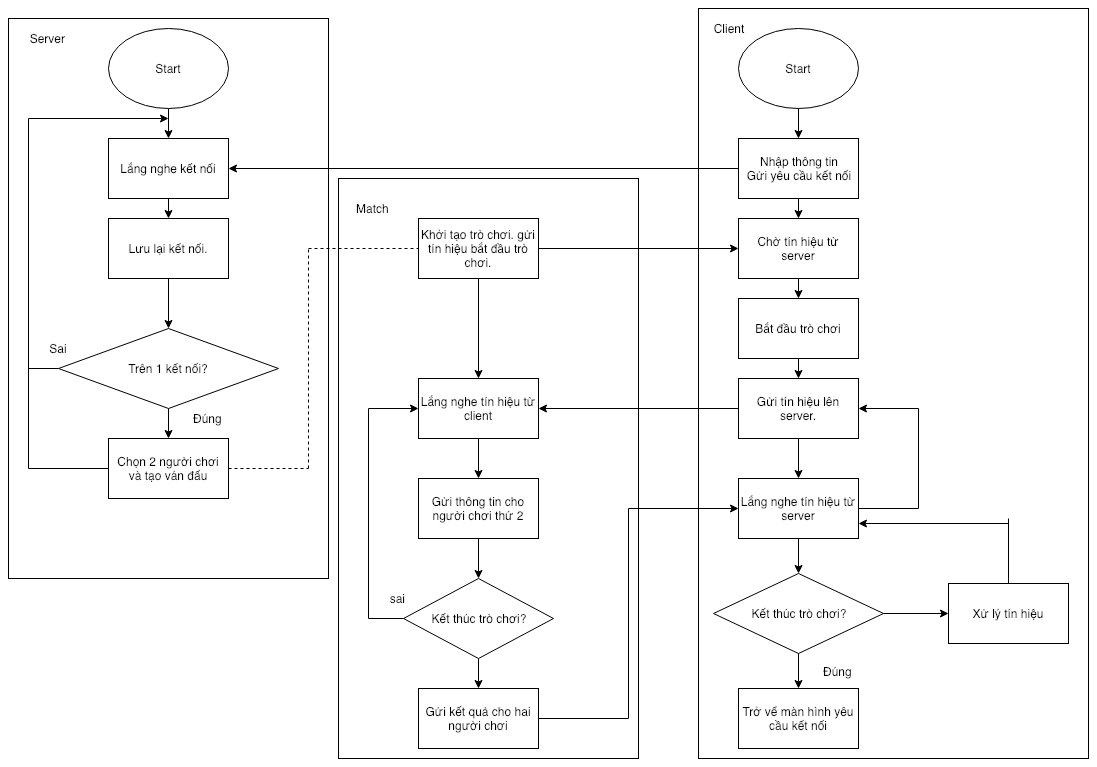 Server
Start
Lắng nghe kết nối
Lưu lại kết nối.
Sai
Trên 1 kết nối?
Đúng
Chọn 2 người chơi
và tạo ván đấu
Match
Khởi tạo trò chơi. gửi
tín hiệu bắt đầu trò
chơi.
Lắng nghe tín hiệu từ
client
Gửi thông tin cho
người chơi thứ 2
sai
Kết thúc trò chơi?
Gửi kết quả cho hai
người chơi
Client
Start
Nhập thông tin
Gửi yêu cầu kết nối
Chờ tín hiệu từ
server
Bắt đầu trò chơi
Gửi tín hiệu lên
server.
Lắng nghe tín hiệu từ
server
Kết thúc trò chơi?
Xử lý tín hiệu
Đúng
Trở về màn hình yêu
cầu kết nối